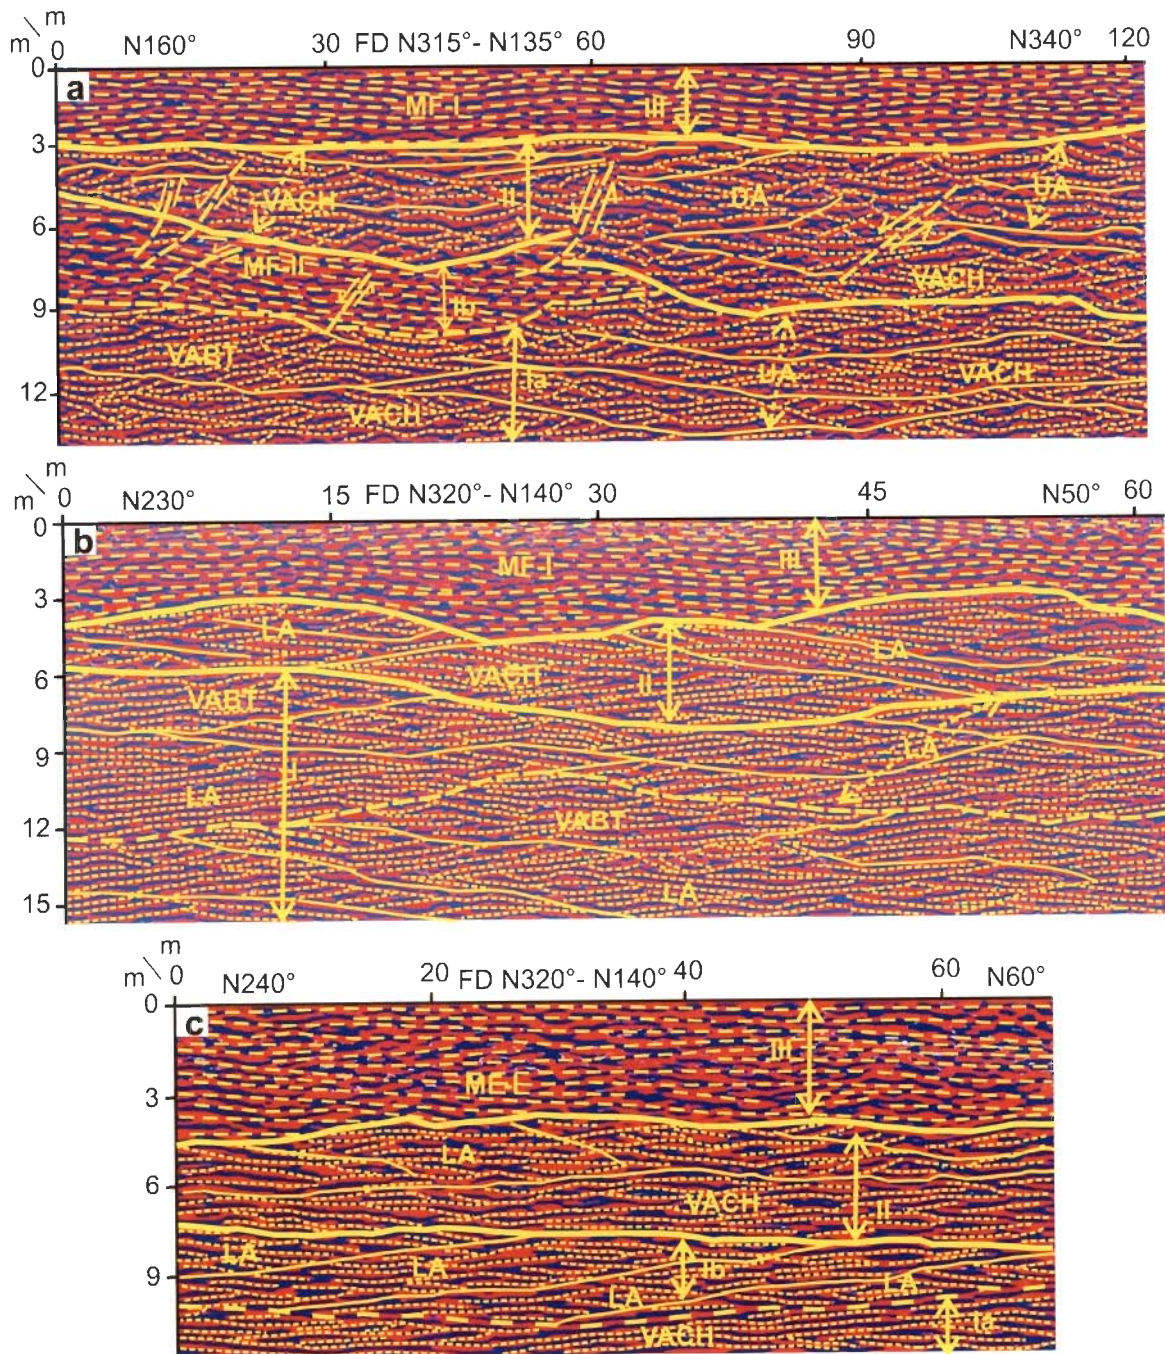 m
m 0 N160° 30 FD N315°- N135° 60 90 N340° 120
0
a
MF-I III
3
VACH II DA UA
6
MF-II VACH
Ib
9
VABT Ia UA VACH
12
VACH
m
m 0 N230° 15 FD N320°- N140° 30 45 N50° 60
0
b
MF-I III
3
LA LA
6
VABT VACH II
9
I LA
LA
12
VABT
15
LA
m
m 0 N240° 20 FD N320°- N140° 40 60 N60°
0
c
III
MF-I
3
LA
6
VACH II
LA LA Ib
9
LA LA
Ia
VACH